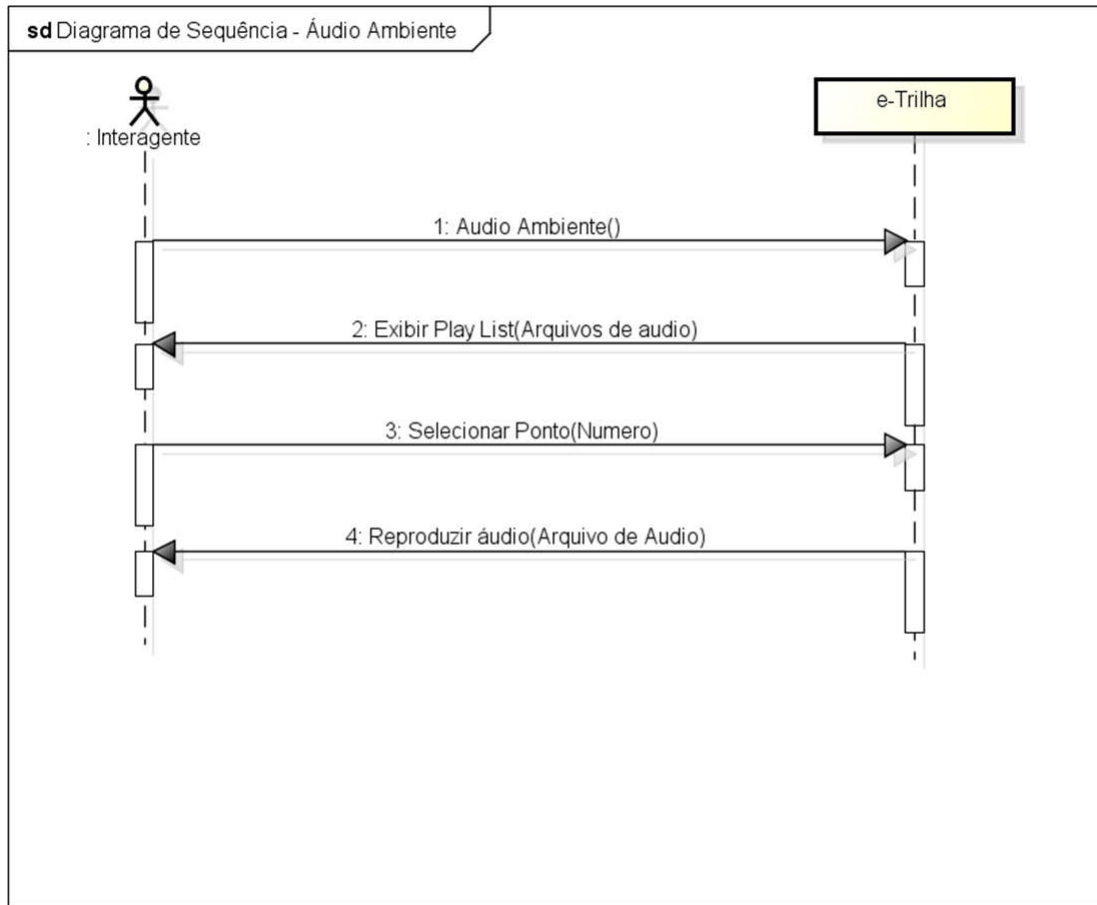 sd Diagrama de Sequência - Áudio Ambiente
: Interagente
e-Trilha
1: Audio Ambiente()
2: Exibir Play List(Arquivos de audio)
3: Selecionar Ponto(Numero)
4: Reproduzir áudio(Arquivo de Audio)